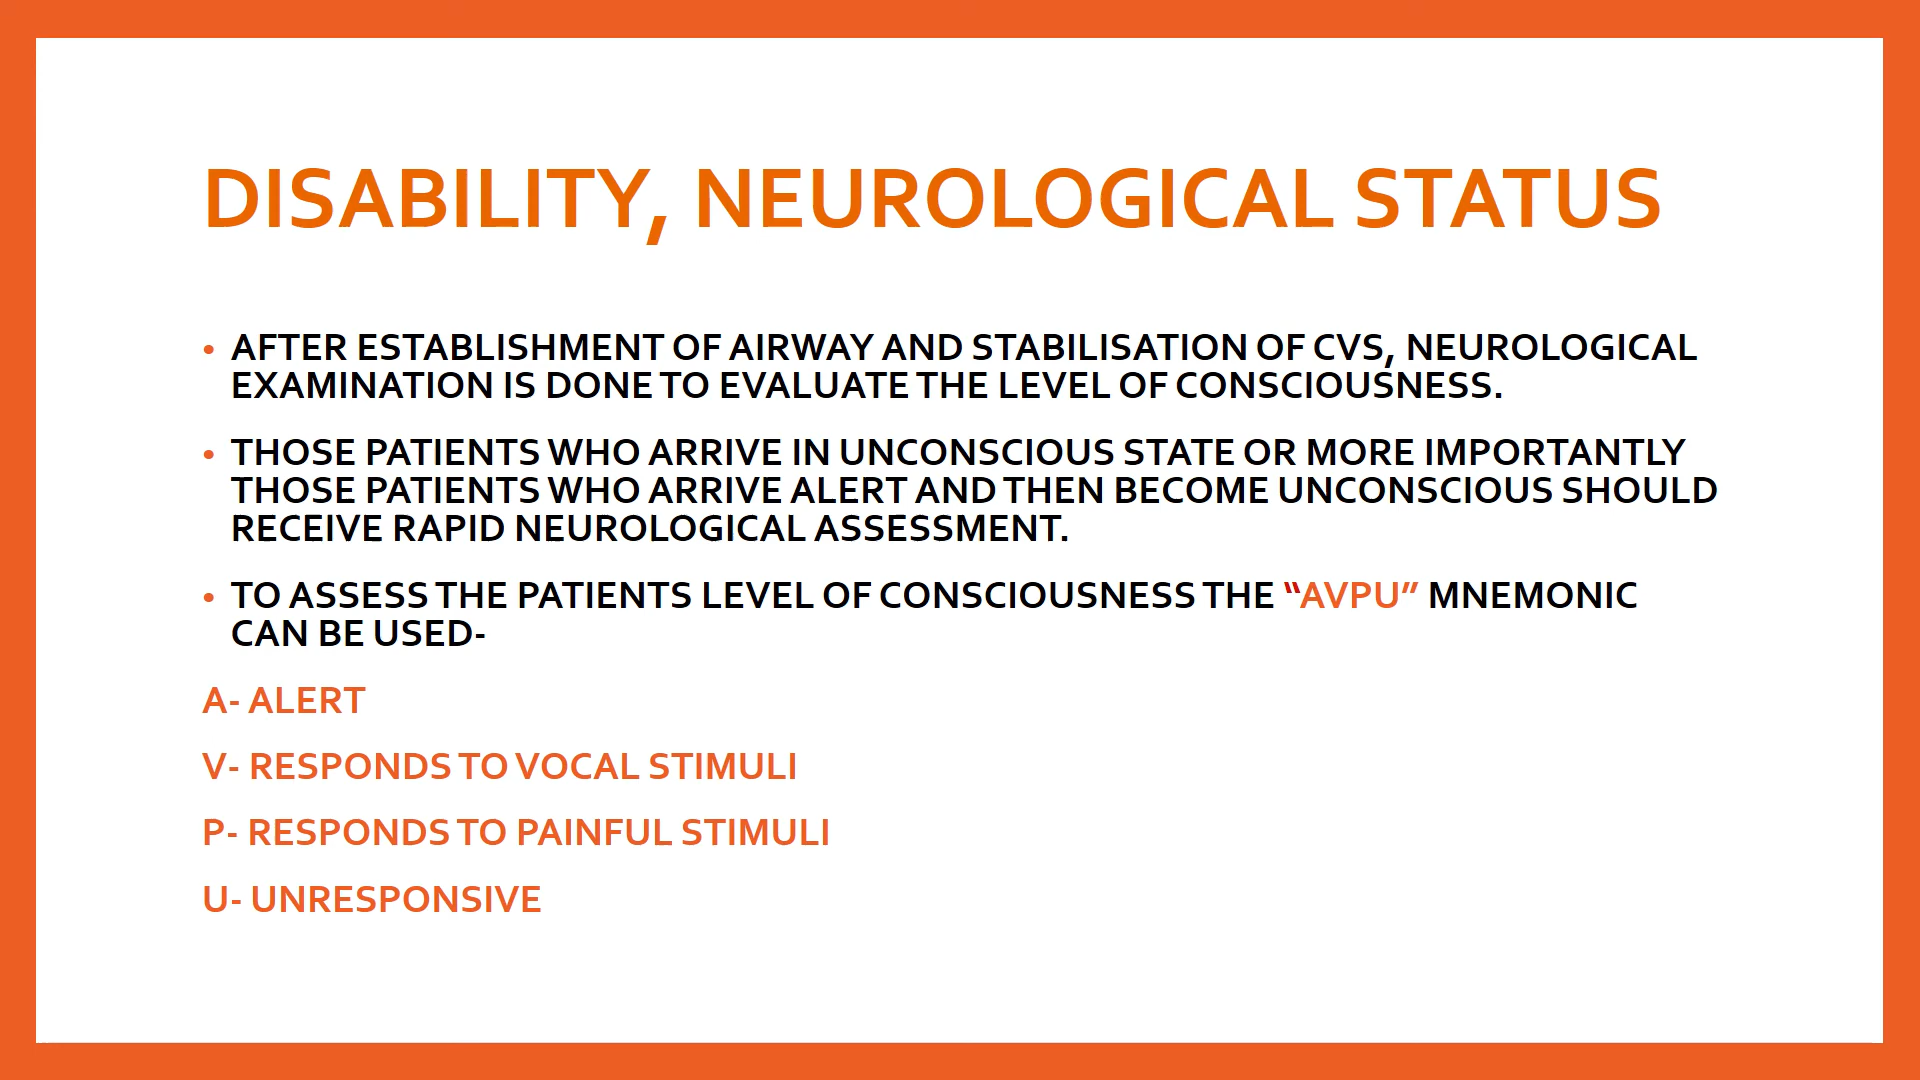 DISABILITY, NEUROLOGICAL STATUS
• AFTER ESTABLISHMENT OF AIRWAY AND STABILISATION OF CVS, NEUROLOGICAL
EXAMINATION IS DONE TO EVALUATE THE LEVEL OF CONSCIOUSNESS.
• THOSE PATIENTS WHO ARRIVE IN UNCONSCIOUS STATE OR MORE IMPORTANTLY
THOSE PATIENTS WHO ARRIVE ALERT AND THEN BECOME UNCONSCIOUS SHOULD
RECEIVE RAPID NEUROLOGICAL ASSESSMENT.
• TO ASSESS THE PATIENTS LEVEL OF CONSCIOUSNESS THE “AVPU” MNEMONIC
CAN BE USED-
A- ALERT
V- RESPONDS TO VOCAL STIMULI
P- RESPONDS TO PAINFUL STIMULI
U- UNRESPONSIVE